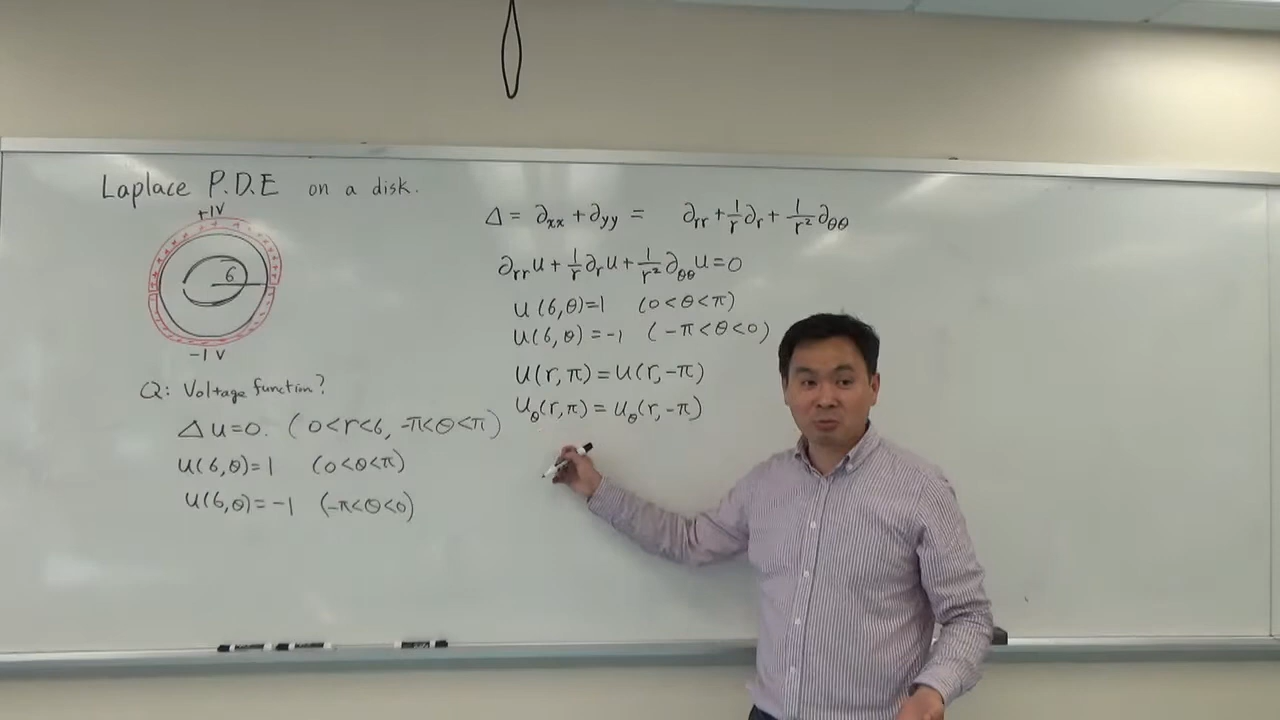 Laplace P.D.E on a disk.
+1V
6
-1V
Q: Voltage function?
Δu=0. (0<r<6, -π<θ<π)
u(6,θ)=1 (0<θ<π)
u(6,θ)=-1 (-π<θ<0)
Δ = ∂xx + ∂yy = ∂rr + 1/r ∂r + 1/r² ∂θθ
∂rr u + 1/r ∂r u + 1/r² ∂θθ u = 0
u(6,θ)=1 (0<θ<π)
u(6,θ)=-1 (-π<θ<0)
u(r,π)=u(r,-π)
uθ(r,π)=uθ(r,-π)